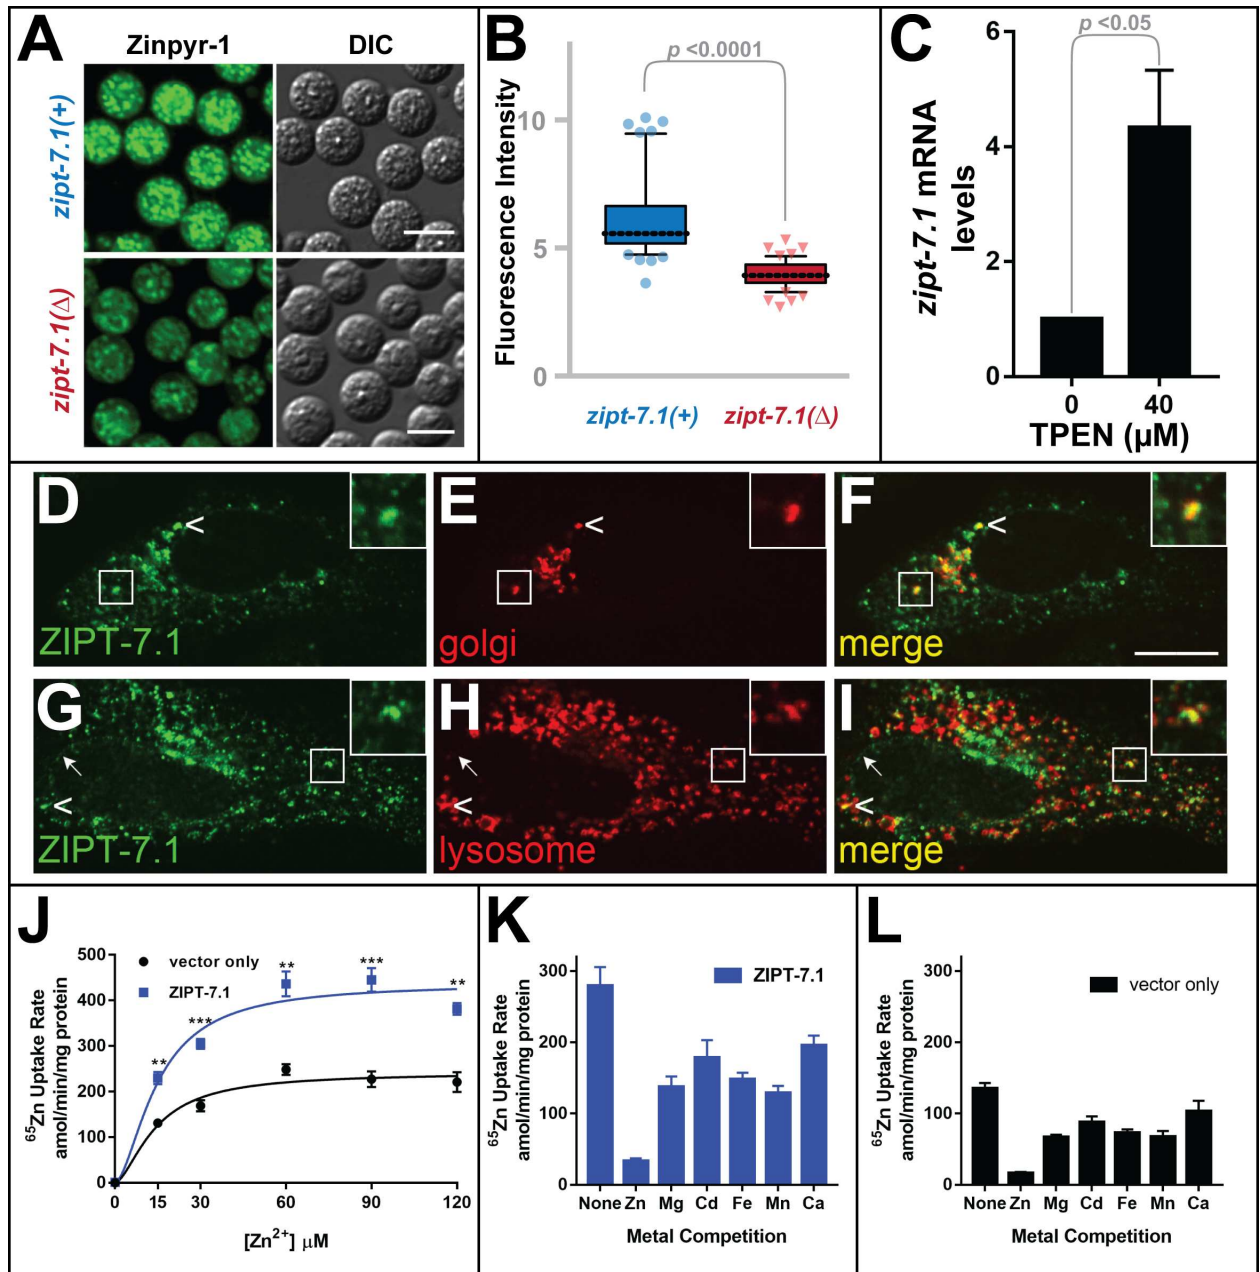 A
Zinpyr-1
DIC
zipt-7.1(+)
zipt-7.1(Δ)
B
p <0.0001
Fluorescence Intensity
10
5
0
zipt-7.1(+)
zipt-7.1(Δ)
C
p <0.05
zipt-7.1 mRNA
levels
6
4
2
0
0
40
TPEN (µM)
D
<
ZIPT-7.1
E
<
golgi
F
<
merge
G
<
ZIPT-7.1
H
<
lysosome
I
<
merge
J
65Zn Uptake Rate
amol/min/mg protein
500
400
300
200
100
0
vector only
ZIPT-7.1
**
***
**
***
**
0
15
30
60
90
120
[Zn2+] µM
K
65Zn Uptake Rate
amol/min/mg protein
300
200
100
0
ZIPT-7.1
None Zn Mg Cd Fe Mn Ca
Metal Competition
L
65Zn Uptake Rate
amol/min/mg protein
300
200
100
0
vector only
None Zn Mg Cd Fe Mn Ca
Metal Competition